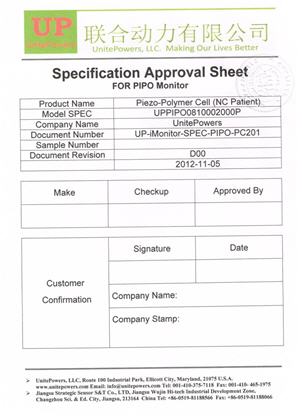 UP
UnitedPowers
联合动力有限公司
UnitePowers, LLC. Making Our Lives Better
Specification Approval Sheet
FOR PIPO Monitor
Product Name Piezo-Polymer Cell (NC Patient)
Model SPEC UPPIPO0810002000P
Company Name UnitePowers
Document Number UP-iMonitor-SPEC-PIPO-PC201
Sample Number
Document Revision D00
2012-11-05
Make Checkup Approved By
Signature Date
Customer
Confirmation
Company Name:
Company Stamp:
➢ UnitePowers, LLC, Route 100 Industrial Park, Ellicott City, Maryland, 21075 U.S.A.
www.unitepowers.com Email: info@unitepowers.com Tel: 001-410-375-7118 Fax: 001-410- 465-1975
➢ Jiangsu Strategic Sensor S&T Co., LTD, Jiangsu Wujin Hi-tech Industrial Development Zone,
Changzhou Sci. & Ed. City, Jiangsu, 213164 China Tel: +86-0519-81188566 Fax: +86-0519-81188066